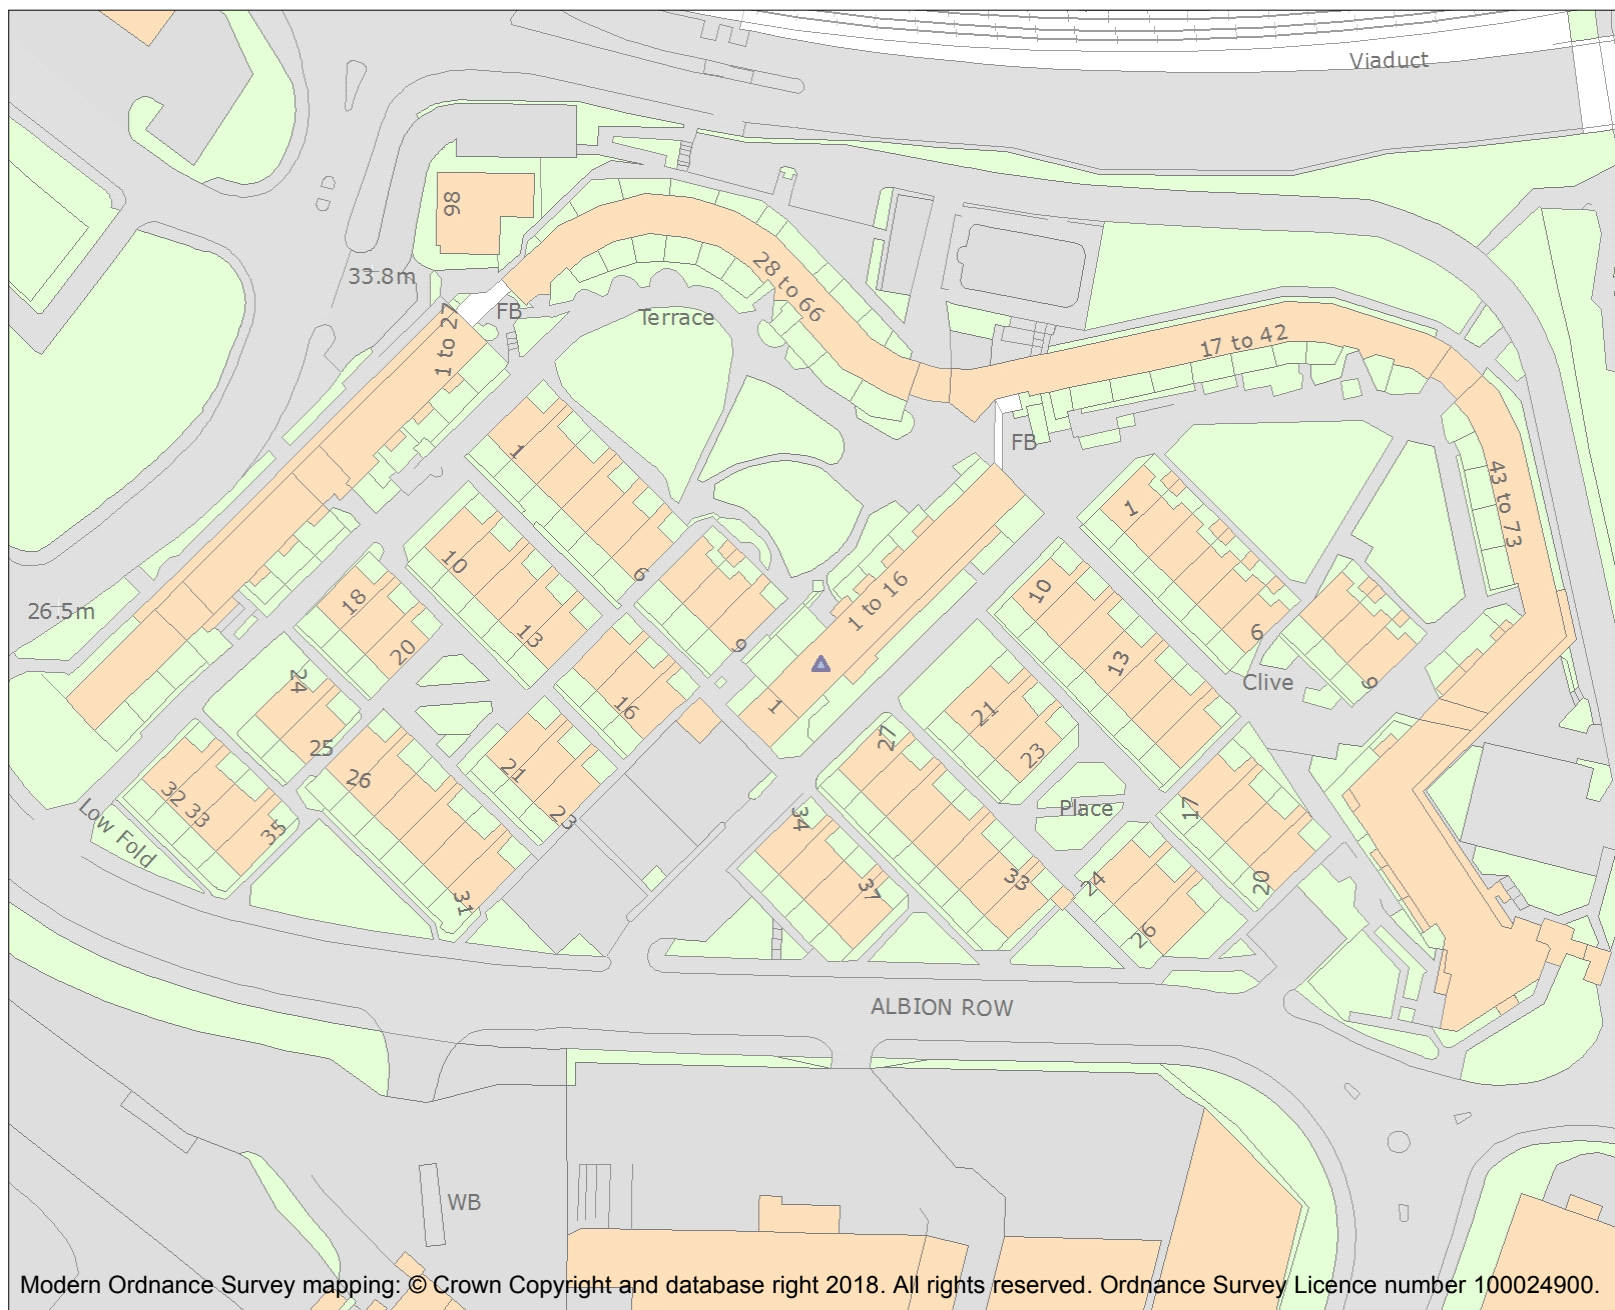 Viaduct
98
33.8m
FB
1 to 27
Terrace
28 to 66
17 to 42
FB
1
1
43 to 73
10
6
10
1 to 16
18
26.5m
13
20
9
6
13
Clive
9
24
16
1
21
25
27
23
26
21
32
33
35
23
Place
17
34
Low Fold
37
33
24
20
31
26
ALBION ROW
WB
Modern Ordnance Survey mapping: © Crown Copyright and database right 2018. All rights reserved. Ordnance Survey Licence number 100024900.